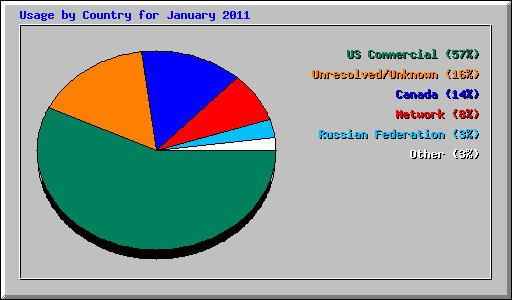 Usage by Country for January 2011
US Commercial (57%)
Unresolved/Unknown (16%)
Canada (14%)
Network (8%)
Russian Federation (3%)
Other (3%)